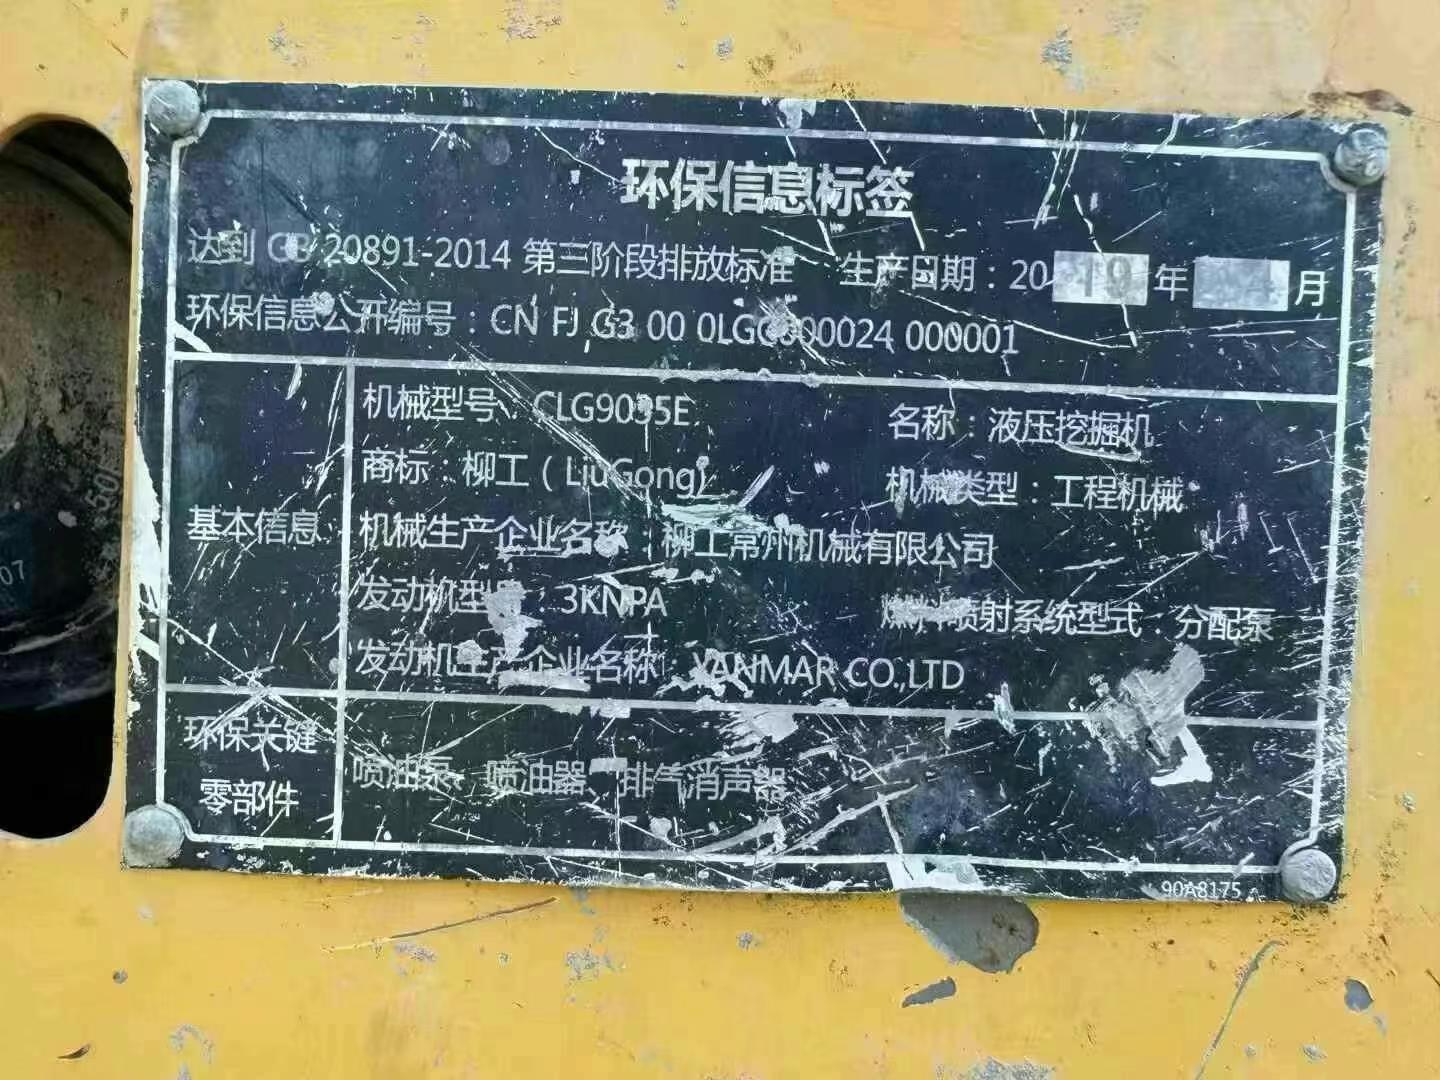 环保信息标签
达到 GB 20891-2014 第三阶段排放标准 生产日期：2019 年 月
环保信息公开编号：CN FJ G3 00 0LGC000024 000001
基本信息
机械型号：CLG9035E 名称：液压挖掘机
商标：柳工（LiuGong) 机械类型：工程机械
机械生产企业名称：柳工常州机械有限公司
发动机型号：3KNPA 燃料喷射系统型式：分配泵
发动机生产企业名称：YANMAR CO.,LTD
环保关键
零部件
喷油泵、喷油器、排气消声器
90A8175
07
50